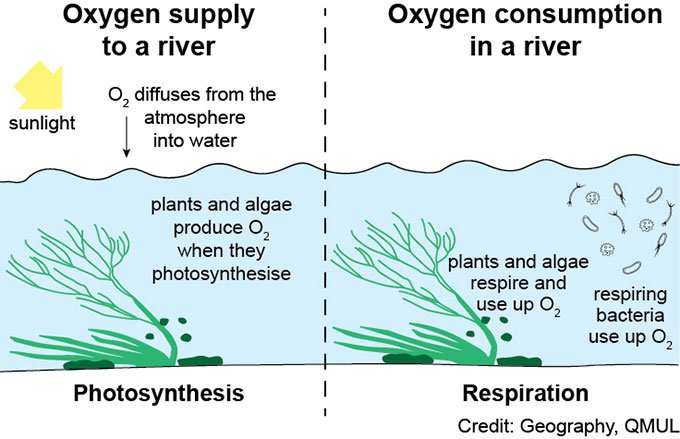 Oxygen supply
to a river
sunlight
O₂ diffuses from the
atmosphere
into water
plants and algae
produce O₂
when they
photosynthesise
Photosynthesis
Oxygen consumption
in a river
plants and algae
respire and
use up O₂
respiring
bacteria
use up O₂
Respiration
Credit: Geography, QMUL